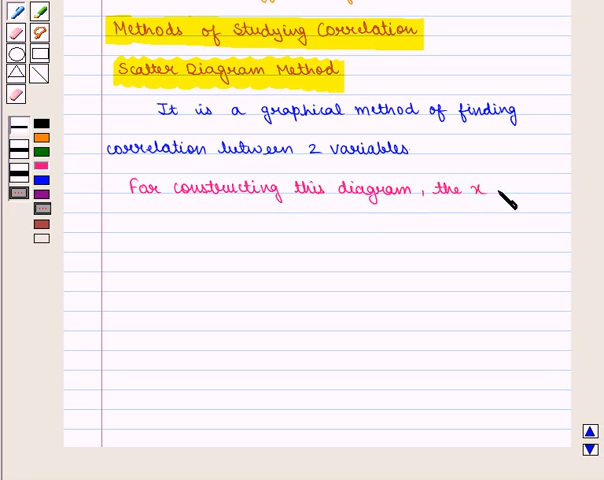 Methods of Studying Correlation
Scatter Diagram Method
It is a graphical method of finding
correlation between 2 variables.
For constructing this diagram, the x